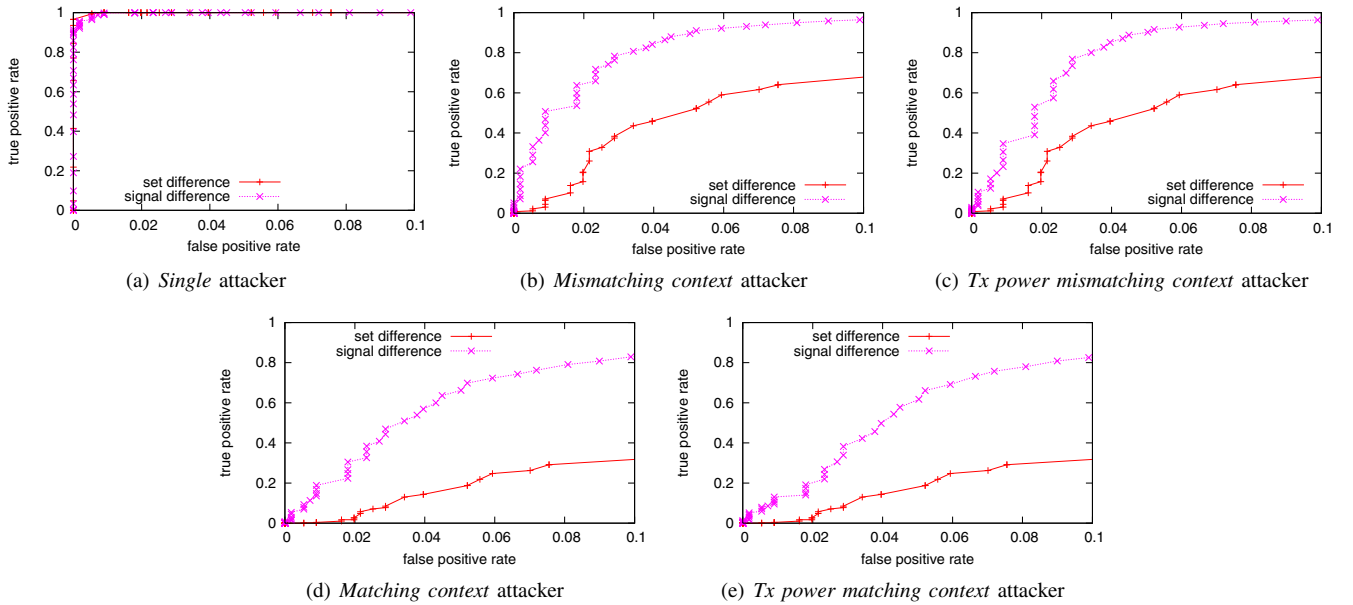 1
0.8
0.6
0.4
0.2
0
true positive rate
set difference
signal difference
0 0.02 0.04 0.06 0.08 0.1
false positive rate
(a) Single attacker
1
0.8
0.6
0.4
0.2
0
true positive rate
set difference
signal difference
0 0.02 0.04 0.06 0.08 0.1
false positive rate
(b) Mismatching context attacker
1
0.8
0.6
0.4
0.2
0
true positive rate
set difference
signal difference
0 0.02 0.04 0.06 0.08 0.1
false positive rate
(c) Tx power mismatching context attacker
1
0.8
0.6
0.4
0.2
0
true positive rate
set difference
signal difference
0 0.02 0.04 0.06 0.08 0.1
false positive rate
(d) Matching context attacker
1
0.8
0.6
0.4
0.2
0
true positive rate
set difference
signal difference
0 0.02 0.04 0.06 0.08 0.1
false positive rate
(e) Tx power matching context attacker